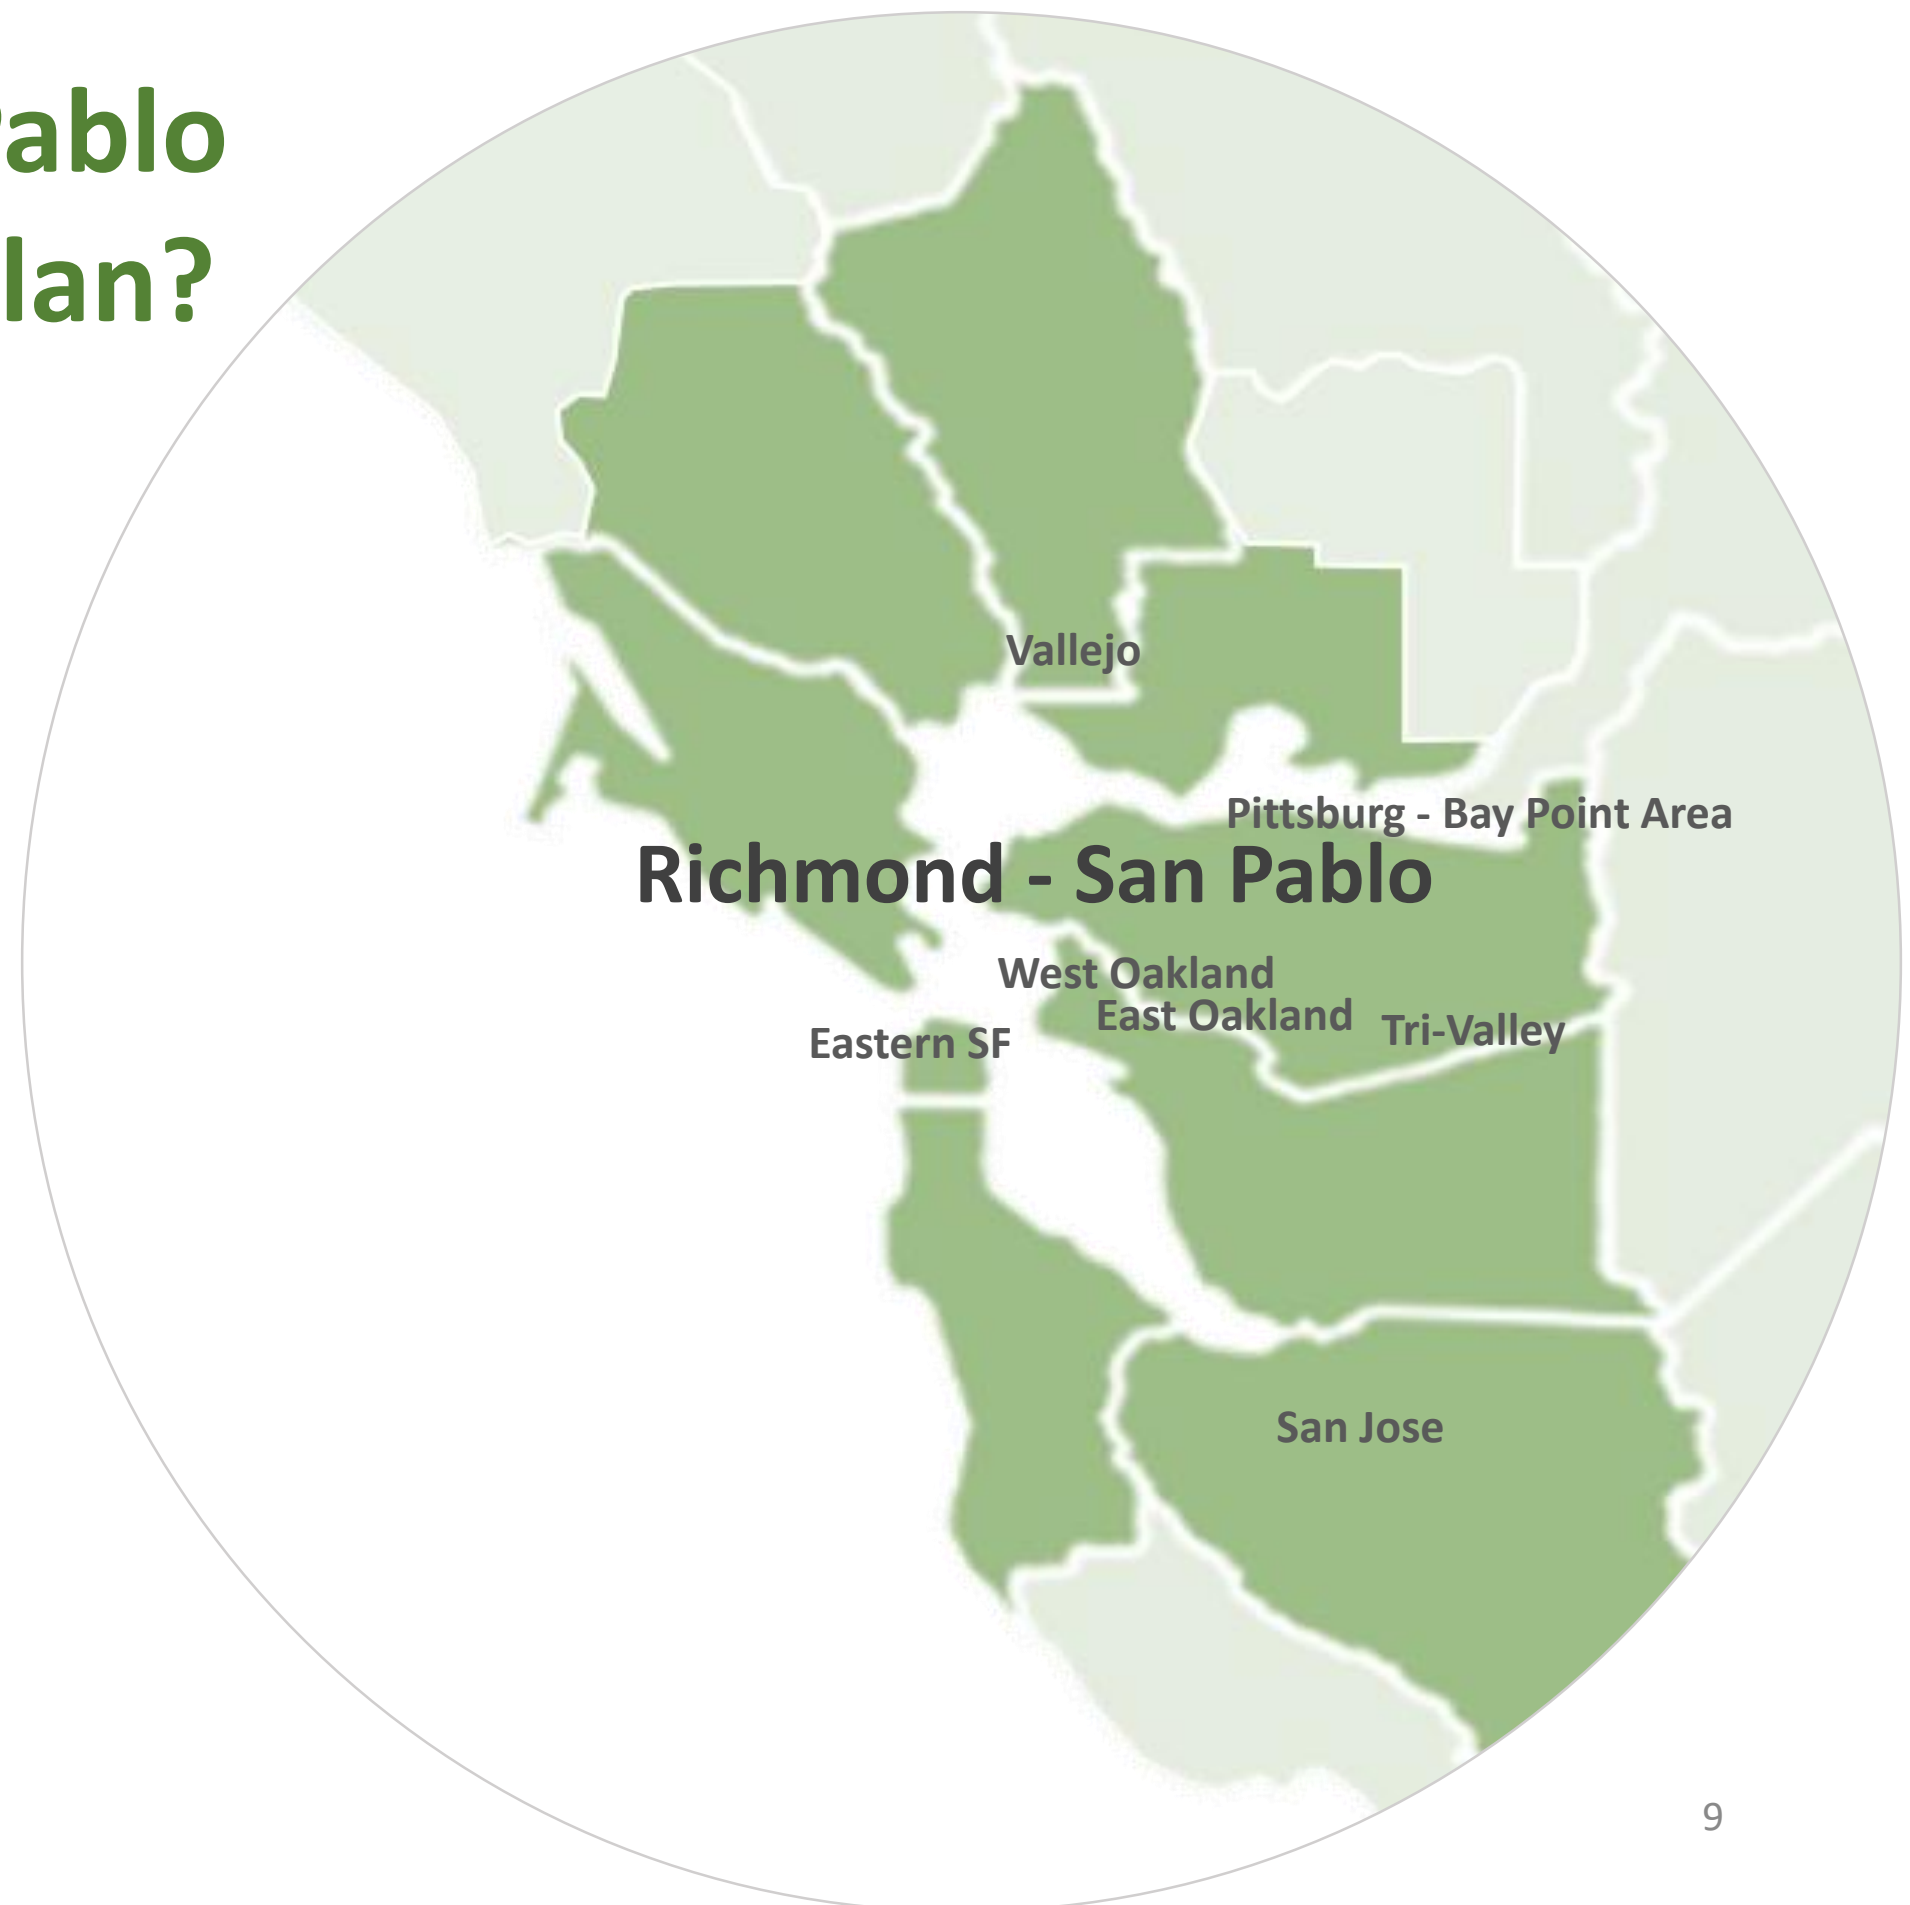 Pablo
lan?
Vallejo
Pittsburg - Bay Point Area
Richmond - San Pablo
West Oakland
East Oakland
Tri-Valley
Eastern SF
San Jose
9